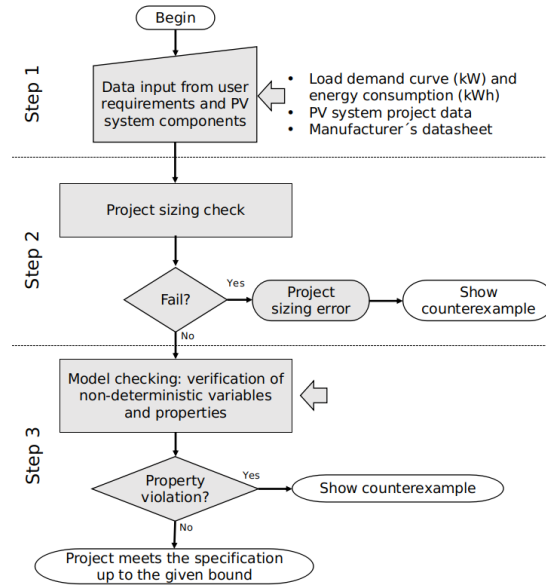 Begin
Step 1
Data input from user
requirements and PV
system components
• Load demand curve (kW) and
energy consumption (kWh)
• PV system project data
• Manufacturer´s datasheet
Step 2
Project sizing check
Fail?
Yes
Project
sizing error
Show
counterexample
No
Step 3
Model checking: verification of
non-deterministic variables
and properties
Property
violation?
Yes
Show counterexample
No
Project meets the specification
up to the given bound